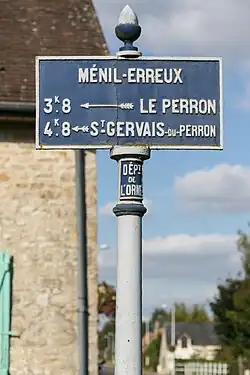 MÉNIL-ERREUX
3K8 LE PERRON
4K8 ST GERVAIS-DU-PERRON
DÉPT
DE
L'ORNE